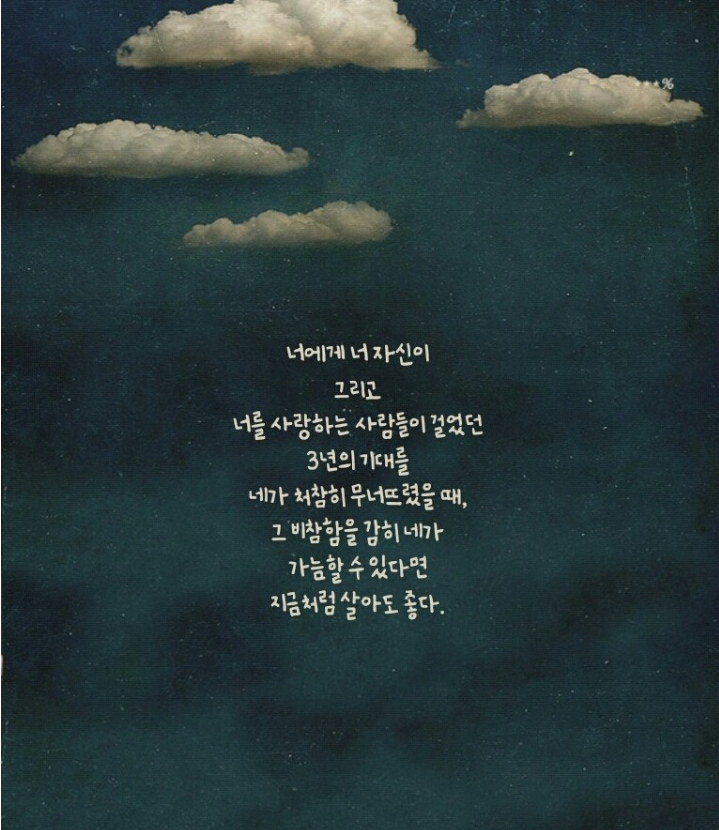 너에게 너 자신이
그리고
너를 사랑하는 사람들이 걸었던
3년의 기대를
네가 처참히 무너뜨렸을 때,
그 비참함을 감히 네가
가늠할 수 있다면
지금처럼 살아도 좋다.